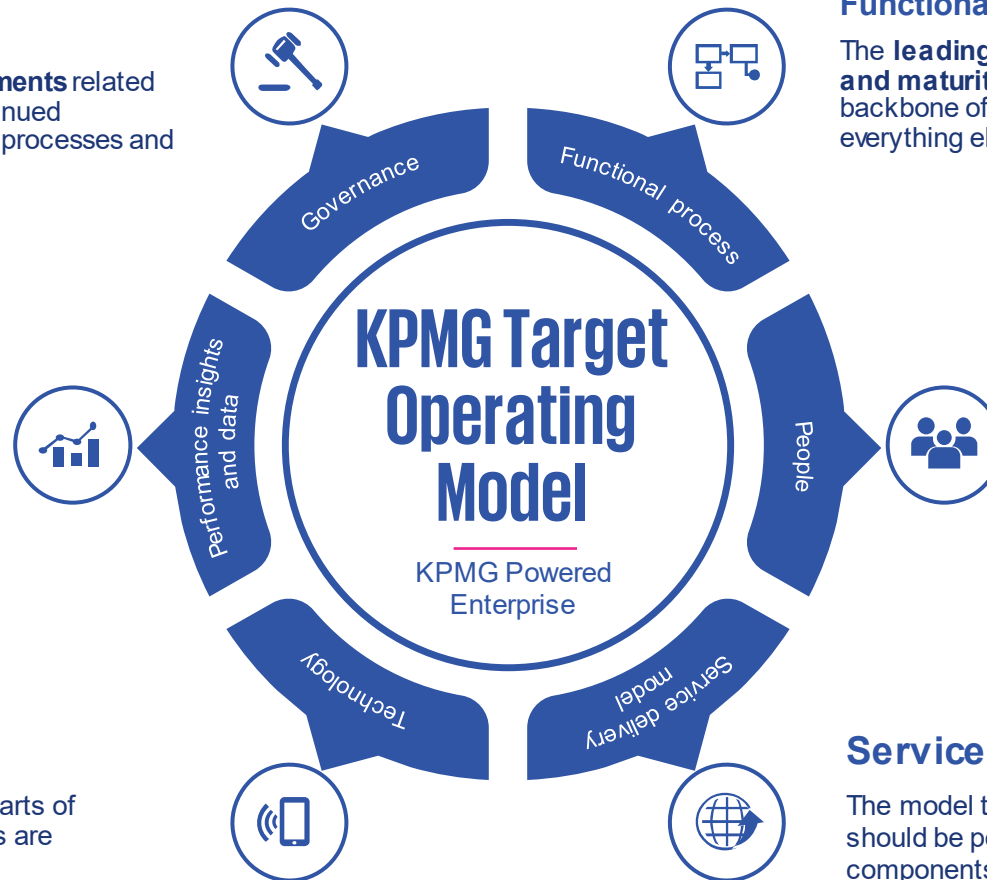 Functiona
The leading
and maturit
backbone of
everything el
ments related
nued
processes and
Governance
Functional process
Performance insights
and data
People
KPMG Target
Operating
Model
KPMG Powered
Enterprise
Technology
Service delivery
model
Service
The model t
should be pe
components
arts of
s are